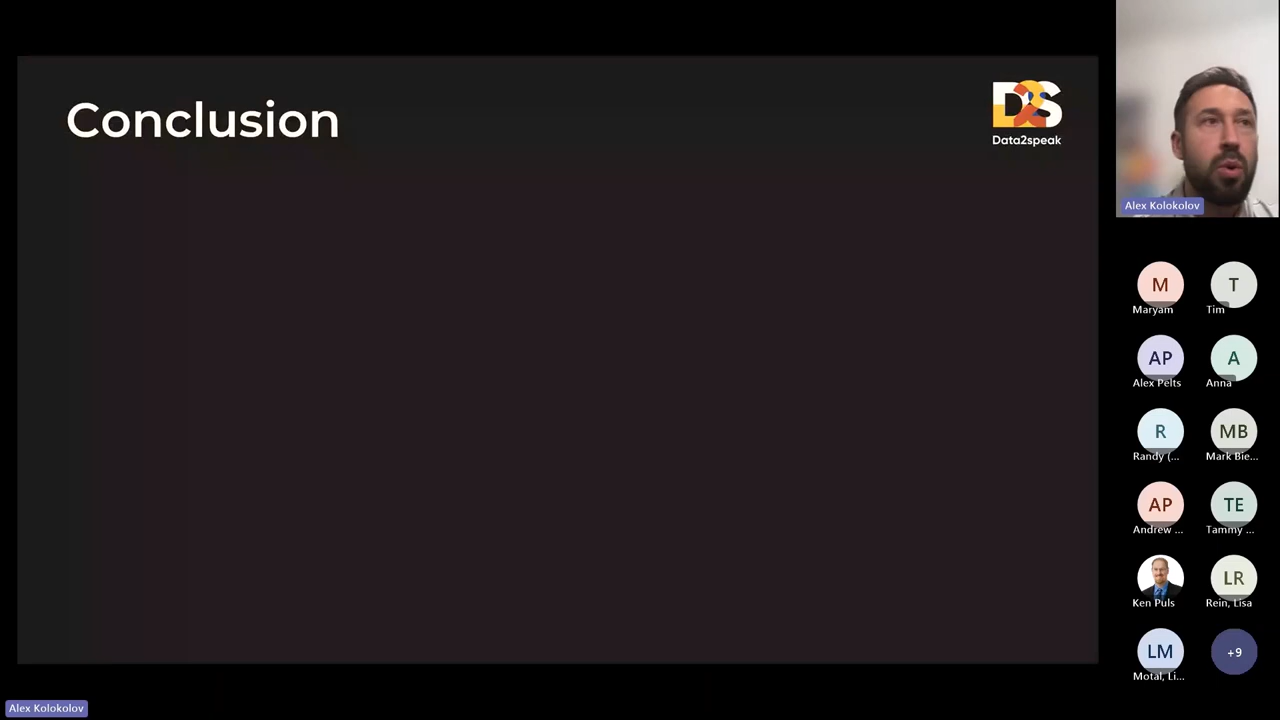 Conclusion
D2S
Data2speak
Alex Kolokolov
M
T
Maryam
Tim
AP
A
Alex Pelts
Anna
R
MB
Randy (...
Mark Bie...
AP
TE
Andrew ...
Tammy ...
LR
Ken Puls
Rein, Lisa
LM
+9
Motal, Li...
Alex Kolokolov